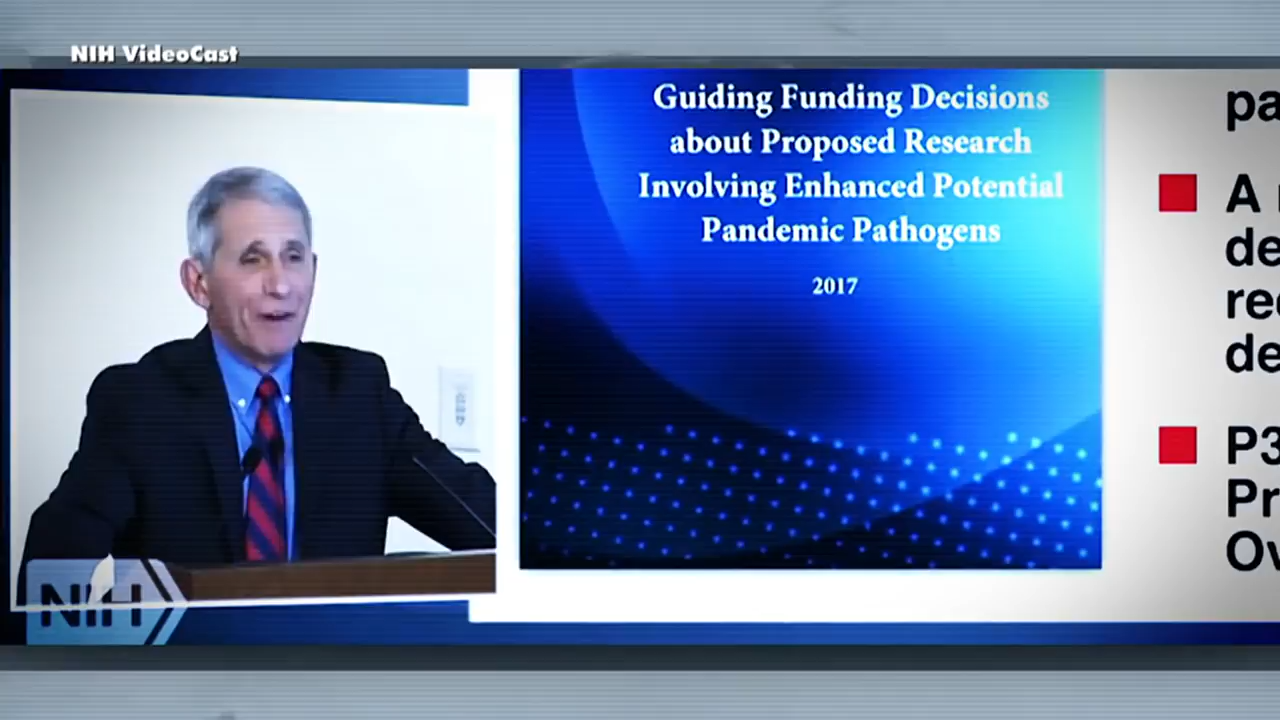 NIH VideoCast
Guiding Funding Decisions
about Proposed Research
Involving Enhanced Potential
Pandemic Pathogens
2017
pa
A
de
re
de
P3
Pr
Ov
NIH